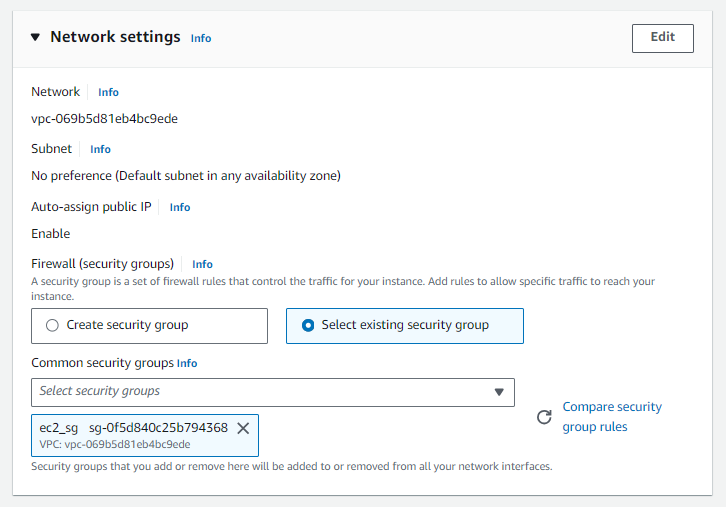 Network settings Info
Edit
Network Info
vpc-069b5d81eb4bc9ede
Subnet Info
No preference (Default subnet in any availability zone)
Auto-assign public IP Info
Enable
Firewall (security groups) Info
A security group is a set of firewall rules that control the traffic for your instance. Add rules to allow specific traffic to reach your
instance.
Create security group
Select existing security group
Common security groups Info
Select security groups
Compare security
group rules
ec2_sg sg-0f5d840c25b794368
VPC: vpc-069b5d81eb4bc9ede
Security groups that you add or remove here will be added to or removed from all your network interfaces.